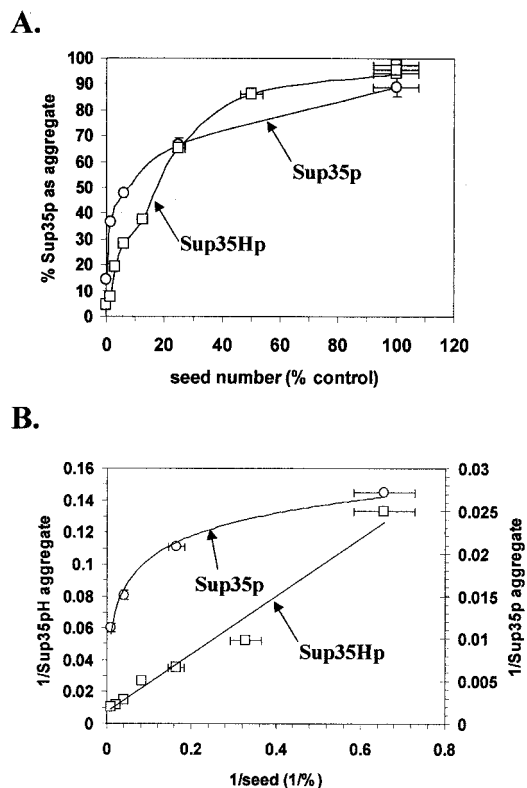 A.
% Sup35p as aggregate
100
90
80
70
60
50
40
30
20
10
0
Sup35p
Sup35Hp
0 20 40 60 80 100 120
seed number (% control)
B.
1/Sup35pH aggregate
0.16
0.14
0.12
0.1
0.08
0.06
0.04
0.02
0
Sup35p
Sup35Hp
0.03
0.025
0.02
0.015
0.01
0.005
0
1/Sup35p aggregate
0 0.2 0.4 0.6 0.8
1/seed (1/%)